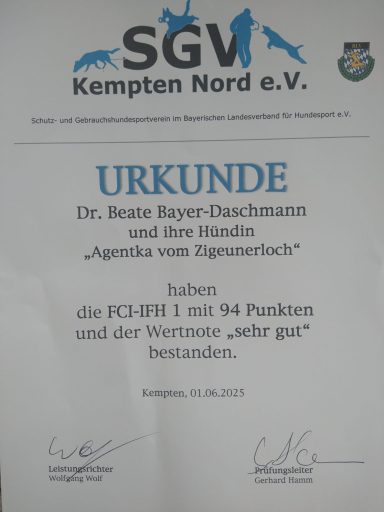 SGV
Kempten Nord e.V.
Schutz- und Gebrauchshundesportverein im Bayerischen Landesverband für Hundesport e.V.
URKUNDE
Dr. Beate Bayer-Daschmann
und ihre Hündin
„Agentka vom Zigeunerloch“
haben
die FCI-IFH 1 mit 94 Punkten
und der Wertnote „sehr gut“
bestanden.
Kempten, 01.06.2025
Leistungsrichter
Wolfgang Wolf
Prüfungsleiter
Gerhard Hamm